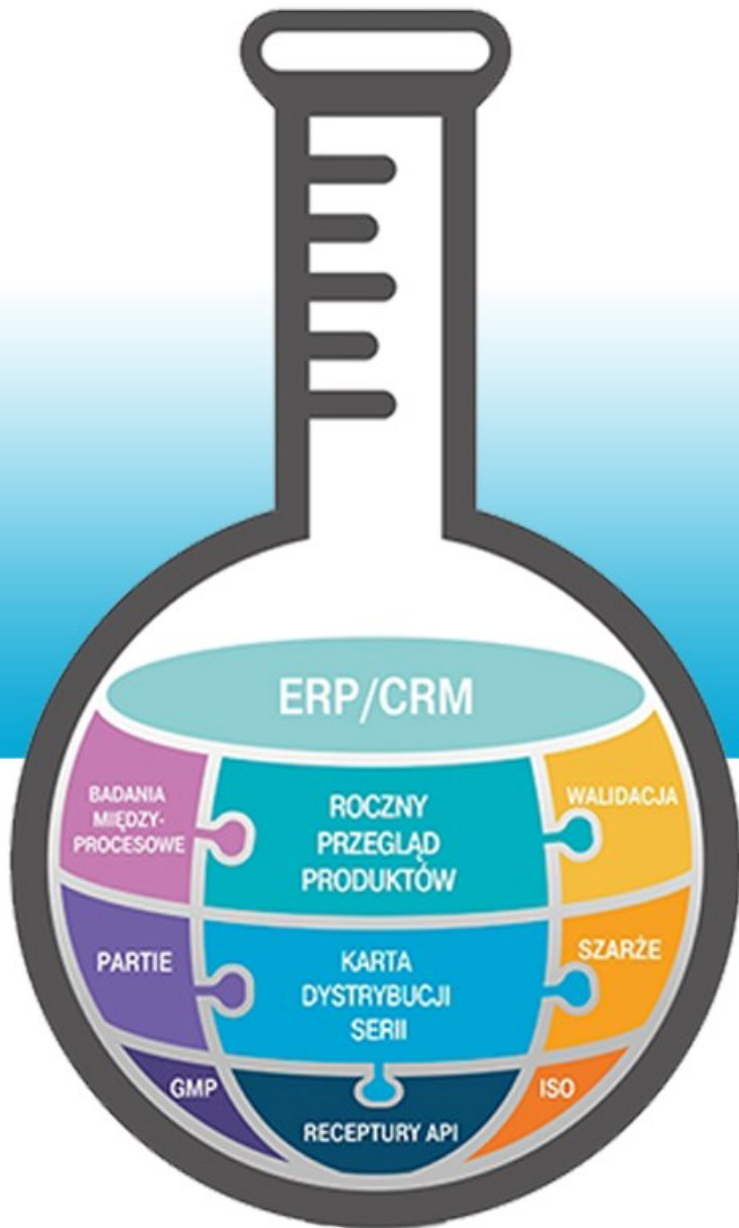 ERP/CRM
BADANIA
MIĘDZY-
PROCESOWE
ROCZNY
PRZEGLĄD
PRODUKTÓW
WALIDACJA
PARTIE
KARTA
DYSTRYBUCJI
SERII
SZARŻE
GMP
RECEPTURY API
ISO